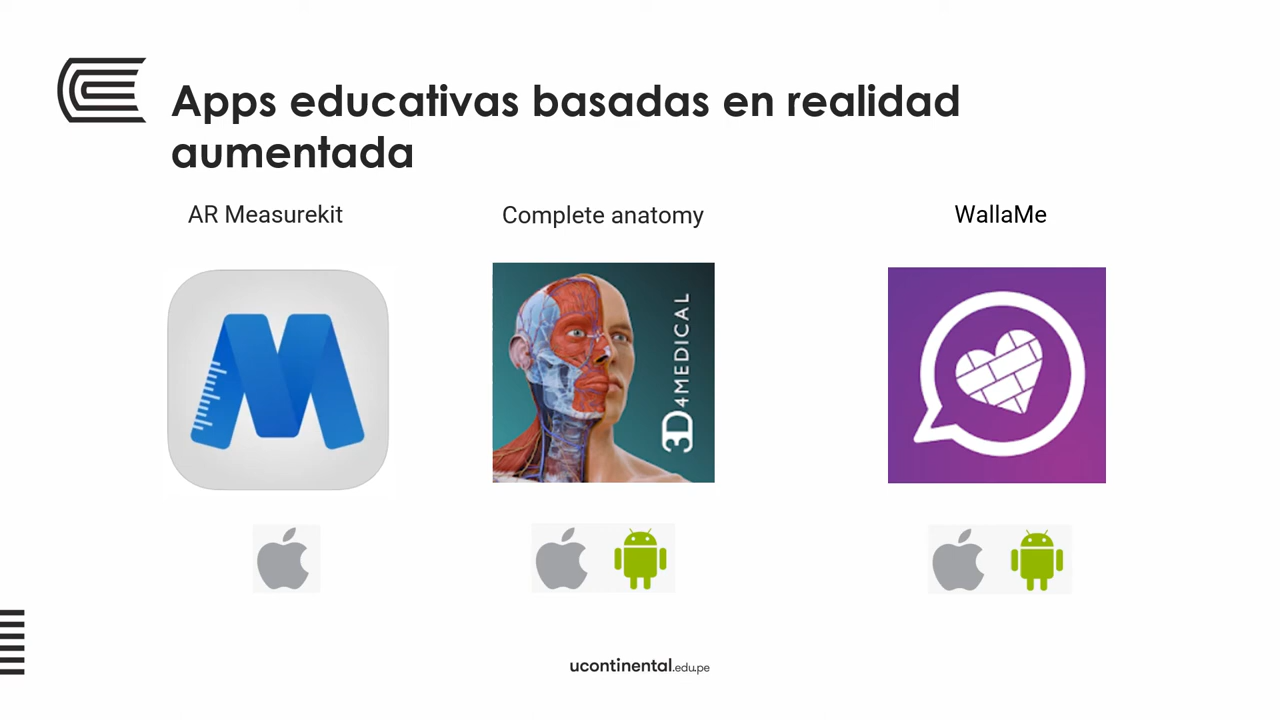 Apps educativas basadas en realidad
aumentada
AR Measurekit
Complete anatomy
WallaMe
3D4MEDICAL
ucontinental.edu.pe